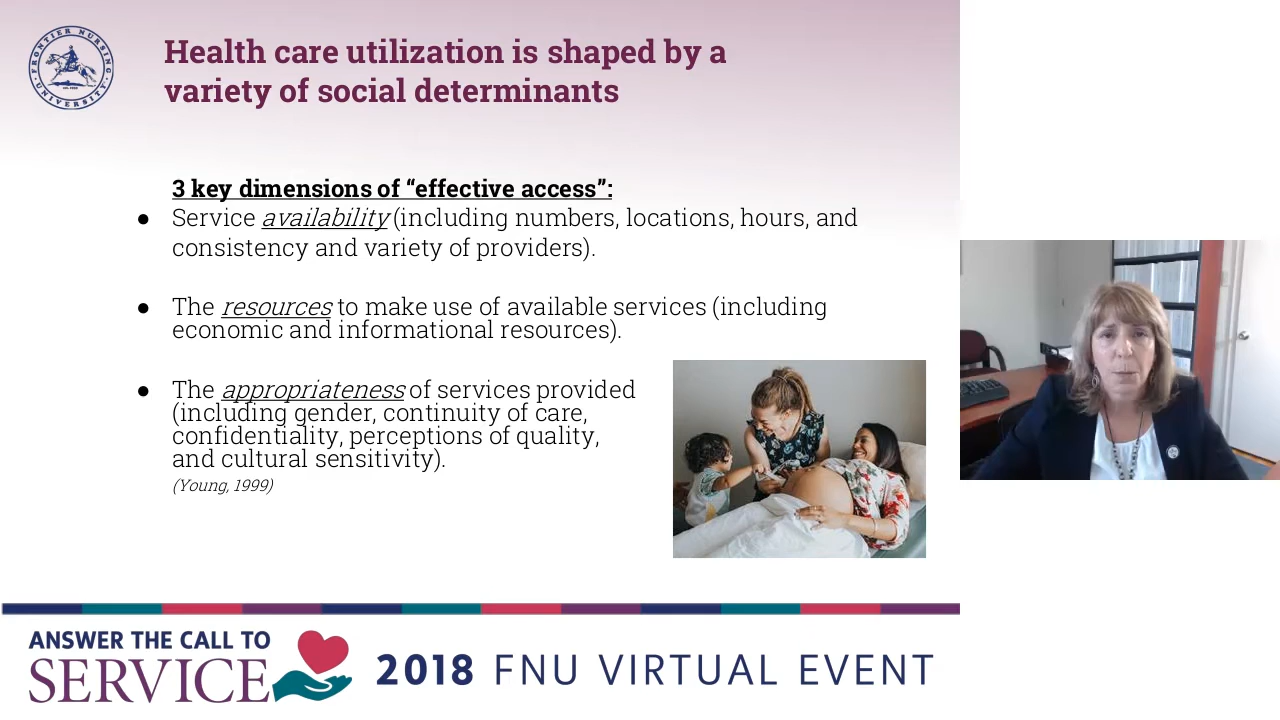 FRONTIER NURSING
UNIVERSITY
Health care utilization is shaped by a
variety of social determinants
3 key dimensions of “effective access”:
● Service availability (including numbers, locations, hours, and
consistency and variety of providers).
● The resources to make use of available services (including
economic and informational resources).
● The appropriateness of services provided
(including gender, continuity of care,
confidentiality, perceptions of quality,
and cultural sensitivity).
(Young, 1999)
ANSWER THE CALL TO
SERVICE
2018 FNU VIRTUAL EVENT